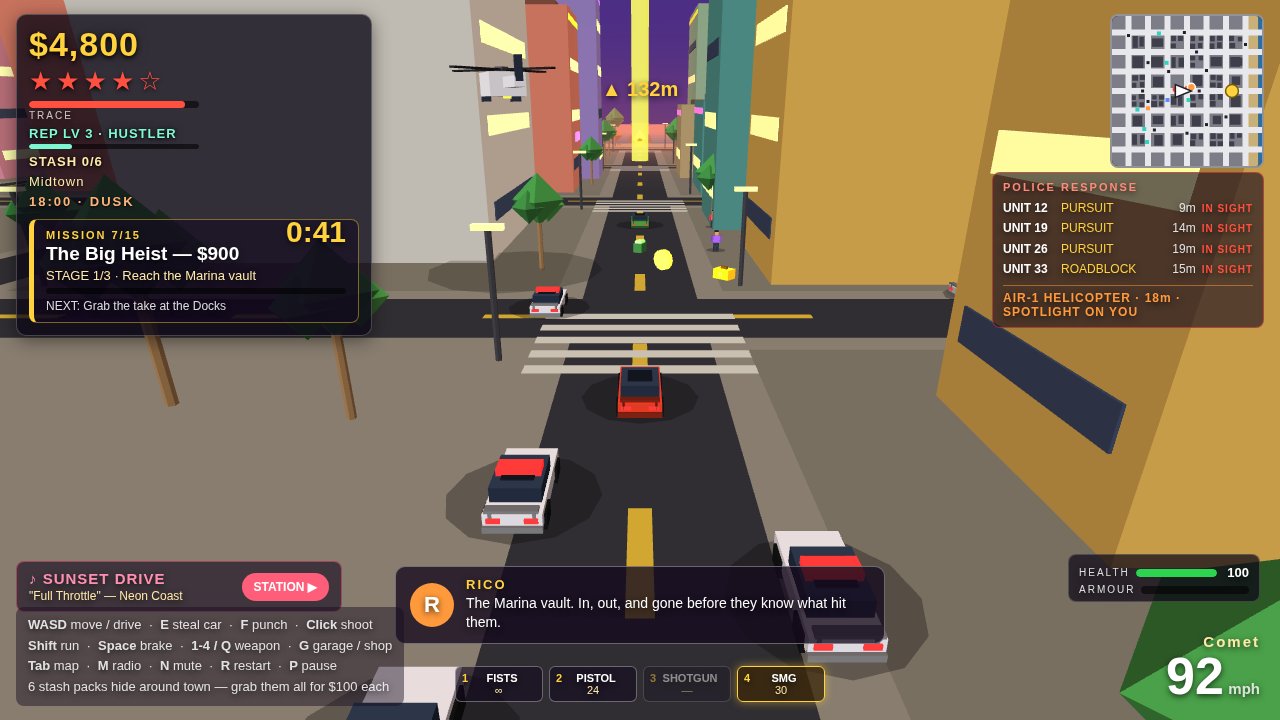 $4,800
★★★★☆
TRACE
REP LV 3 · HUSTLER
STASH 0/6
Midtown
18:00 · DUSK
MISSION 7/15
0:41
The Big Heist — $900
STAGE 1/3 · Reach the Marina vault
NEXT: Grab the take at the Docks
▲ 132m
POLICE RESPONSE
UNIT 12 PURSUIT 9m IN SIGHT
UNIT 19 PURSUIT 14m IN SIGHT
UNIT 26 PURSUIT 19m IN SIGHT
UNIT 33 ROADBLOCK 15m IN SIGHT
AIR-1 HELICOPTER · 18m ·
SPOTLIGHT ON YOU
♪ SUNSET DRIVE
"Full Throttle" — Neon Coast
STATION ▶
WASD move / drive · E steal car · F punch · Click shoot
Shift run · Space brake · 1-4 / Q weapon · G garage / shop
Tab map · M radio · N mute · R restart · P pause
6 stash packs hide around town — grab them all for $100 each
R
RICO
The Marina vault. In, out, and gone before they know what hit
them.
1 FISTS
∞
2 PISTOL
24
3 SHOTGUN
—
4 SMG
30
HEALTH 100
ARMOUR
Comet
92 mph